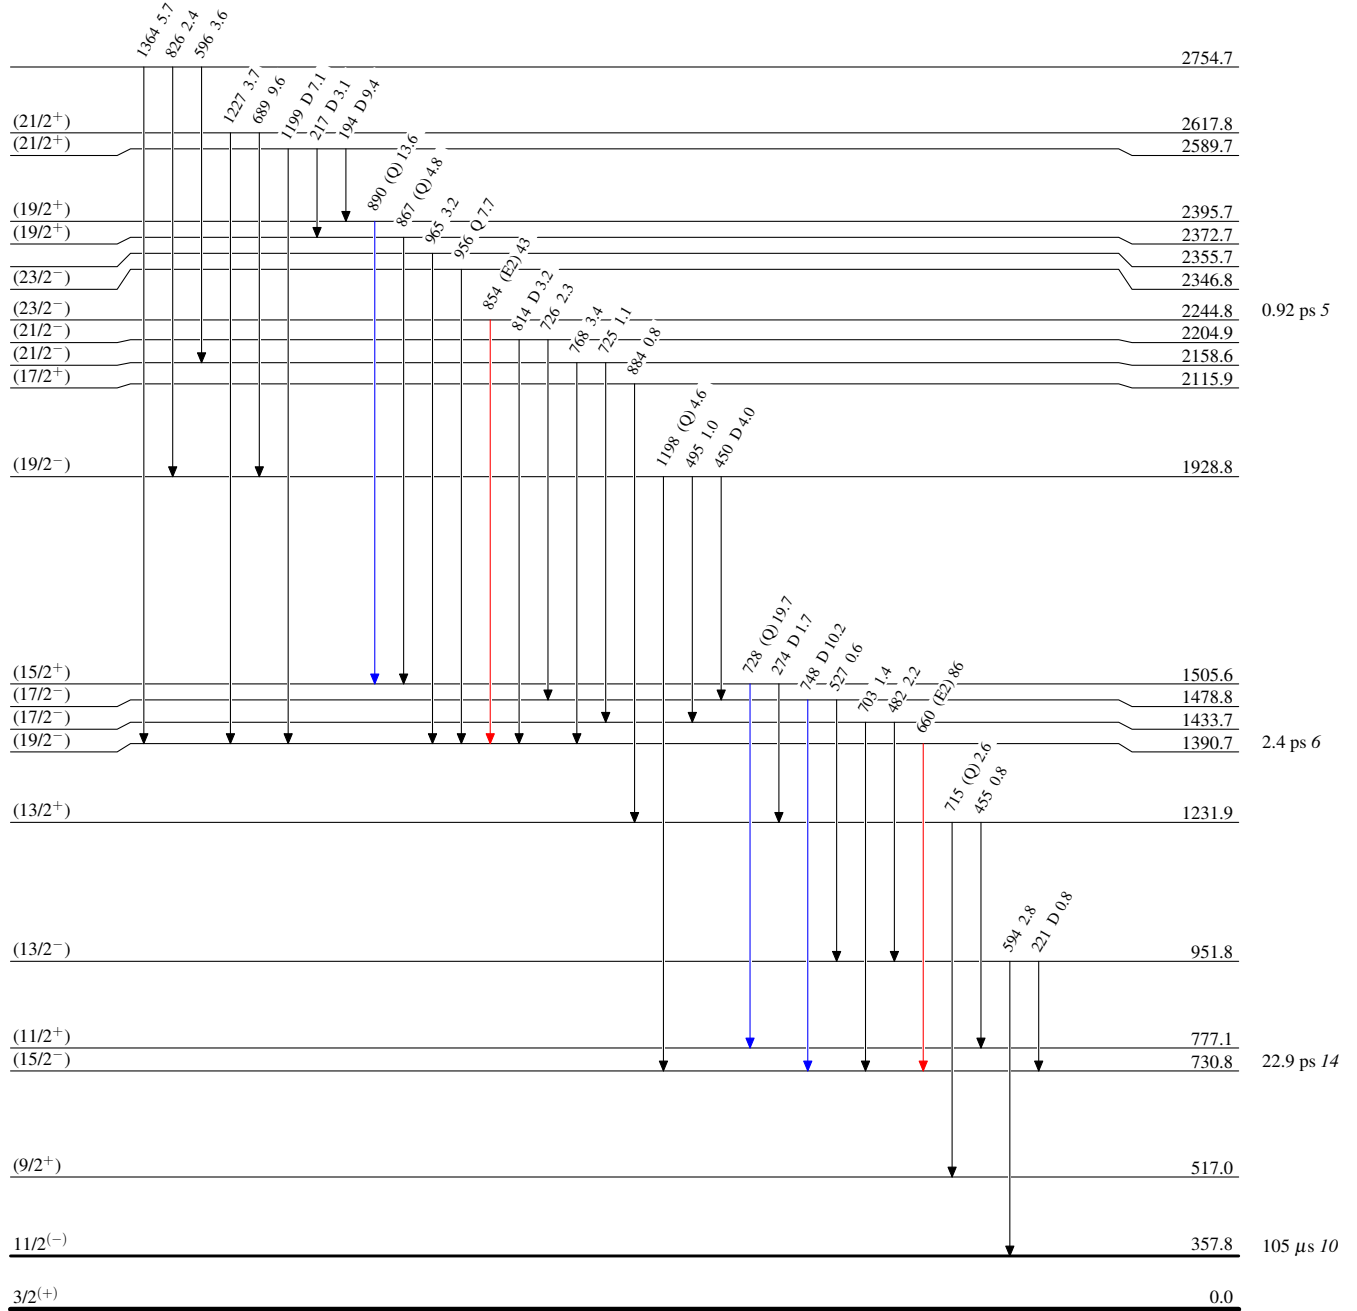 1364 5.7
826 2.4
596 3.6
2754.7
1227 3.7
689 9.6
(21/2⁺) 2617.8
1199 D 7.1
217 D 3.1
194 D 9.4
(21/2⁺) 2589.7
890 (Q) 13.6
(19/2⁺) 2395.7
867 (Q) 4.8
(19/2⁺) 2372.7
965 3.2
2355.7
956 Q 7.7
(23/2⁻) 2346.8
854 (E2) 43
(23/2⁻) 2244.8 0.92 ps 5
814 D 3.2
726 2.3
(21/2⁻) 2204.9
768 3.4
725 1.1
(21/2⁻) 2158.6
884 0.8
(17/2⁺) 2115.9
1198 (Q) 4.6
495 1.0
450 D 4.0
(19/2⁻) 1928.8
728 (Q) 19.7
274 D 1.7
(15/2⁺) 1505.6
748 D 10.2
527 0.6
(17/2⁻) 1478.8
703 1.4
482 2.2
(17/2⁻) 1433.7
660 (E2) 86
(19/2⁻) 1390.7 2.4 ps 6
715 (Q) 2.6
455 0.8
(13/2⁺) 1231.9
594 2.8
221 D 0.8
(13/2⁻) 951.8
(11/2⁺) 777.1
(15/2⁻) 730.8 22.9 ps 14
(9/2⁺) 517.0
11/2⁽⁻⁾ 357.8 105 μs 10
3/2⁽⁺⁾ 0.0